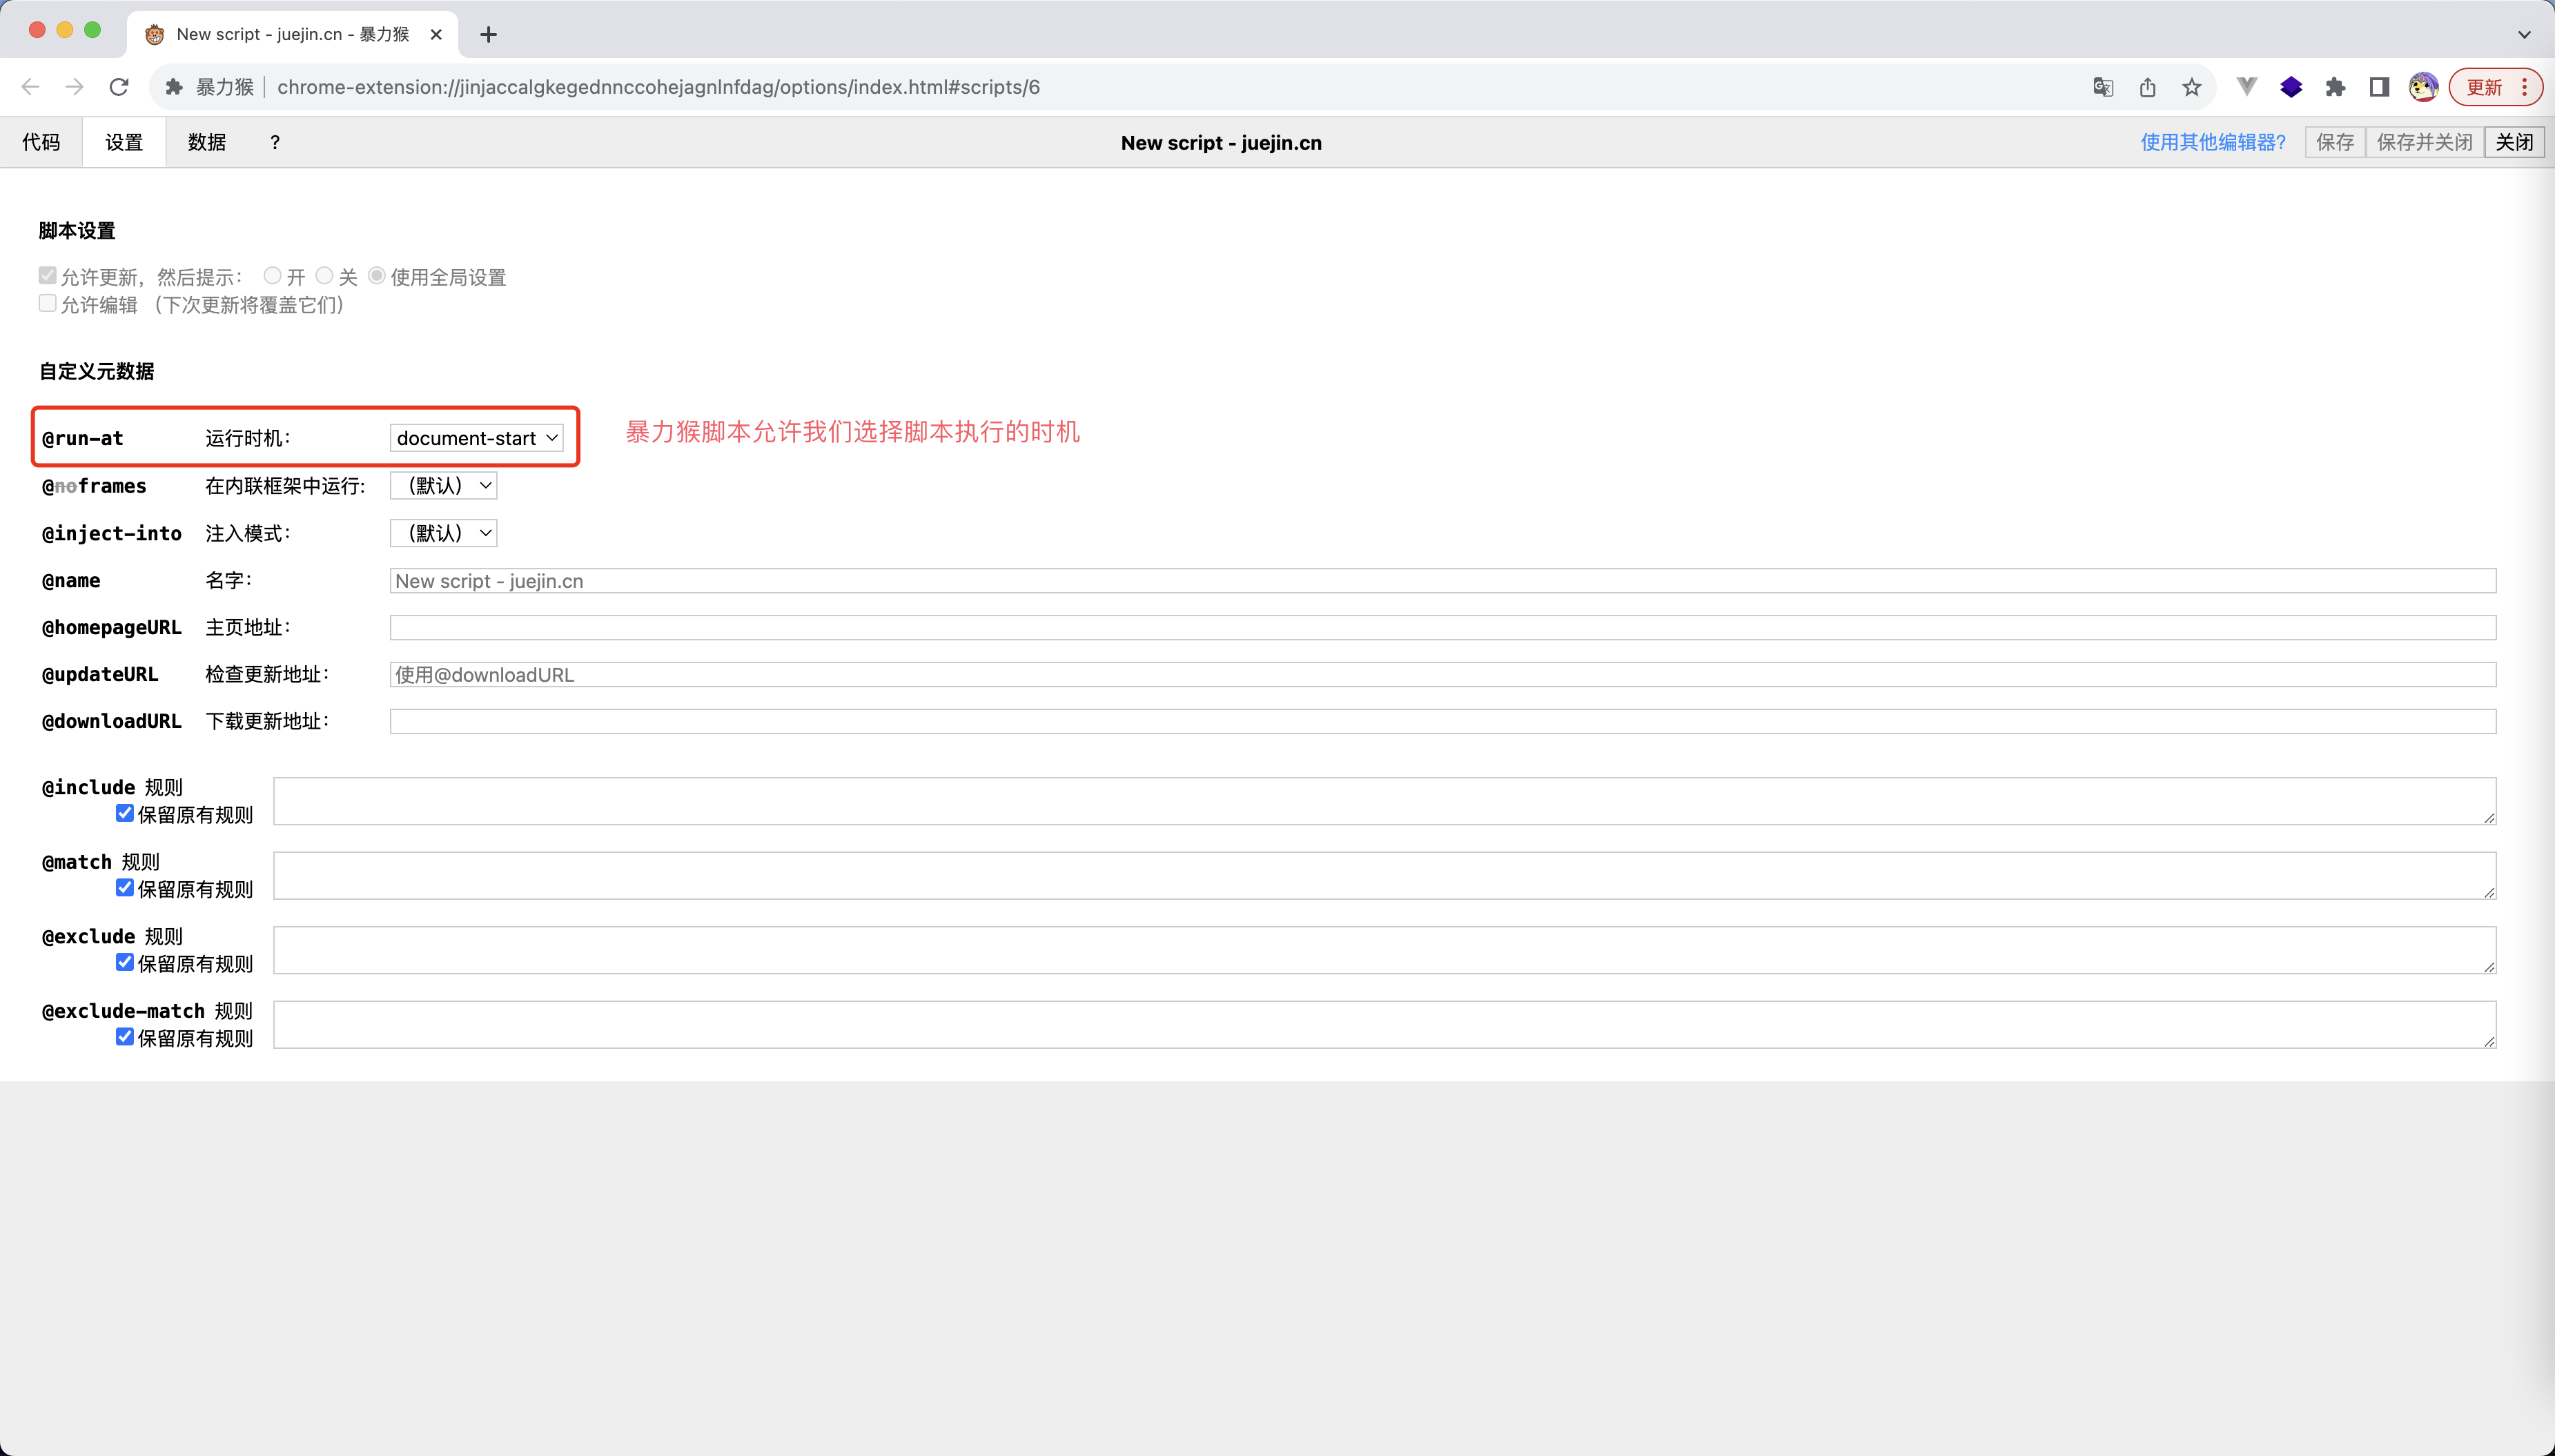 New script - juejin.cn - 暴力猴
暴力猴 chrome-extension://jinjaccalgkegednnccohejagnlnfdag/options/index.html#scripts/6
更新
代码 设置 数据 ? New script - juejin.cn 使用其他编辑器? 保存 保存并关闭 关闭
脚本设置
允许更新，然后提示： 开 关 使用全局设置
允许编辑 （下次更新将覆盖它们）
自定义元数据
@run-at 运行时机： document-start 暴力猴脚本允许我们选择脚本执行的时机
@noframes 在内联框架中运行: （默认）
@inject-into 注入模式： （默认）
@name 名字： New script - juejin.cn
@homepageURL 主页地址：
@updateURL 检查更新地址： 使用@downloadURL
@downloadURL 下载更新地址：
@include 规则
保留原有规则
@match 规则
保留原有规则
@exclude 规则
保留原有规则
@exclude-match 规则
保留原有规则